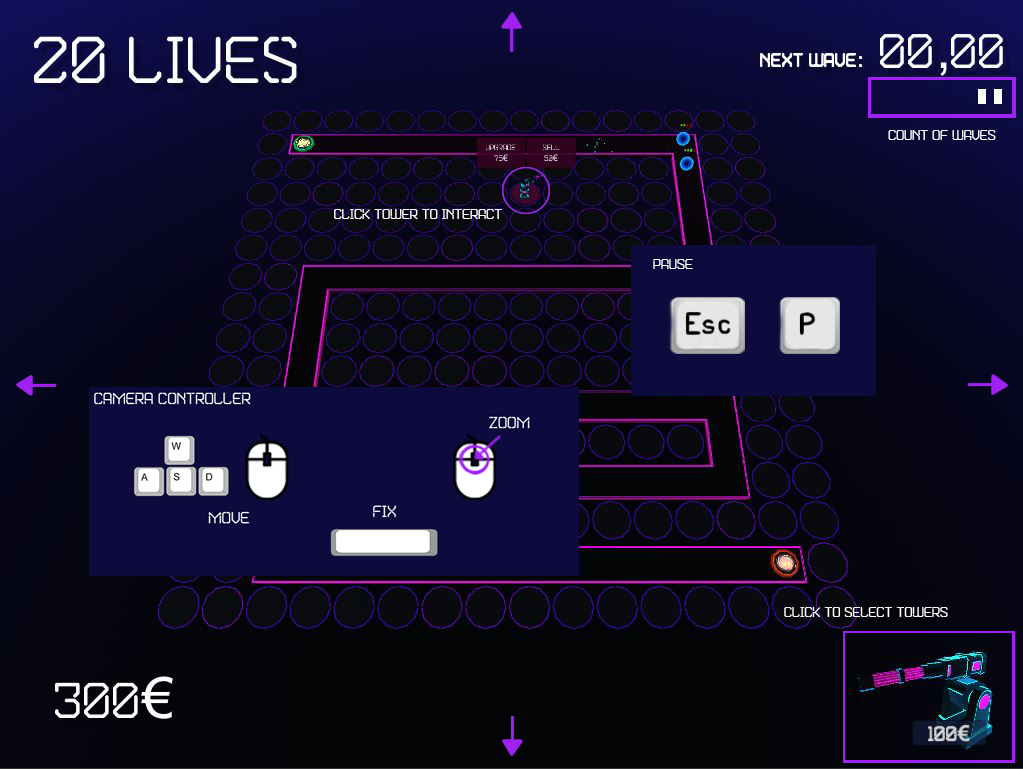 20 LIVES
NEXT WAVE: 00,00
COUNT OF WAVES
UPGRADE
75€
SELL
50€
CLICK TOWER TO INTERACT
PAUSE
Esc
P
CAMERA CONTROLLER
ZOOM
W
A
S
D
MOVE
FIX
CLICK TO SELECT TOWERS
300€
100€